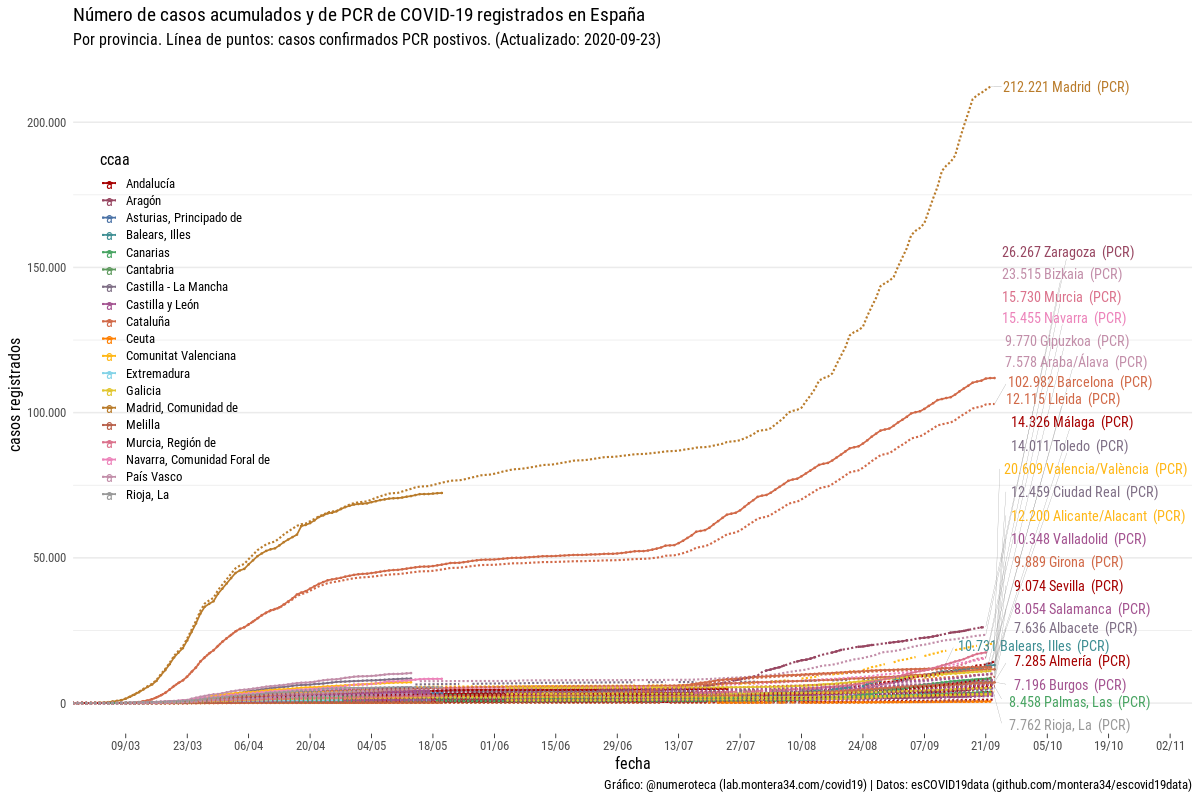 Número de casos acumulados y de PCR de COVID-19 registrados en España
Por provincia. Línea de puntos: casos confirmados PCR postivos. (Actualizado: 2020-09-23)
casos registrados
200.000
150.000
100.000
50.000
0
ccaa
Andalucía
Aragón
Asturias, Principado de
Balears, Illes
Canarias
Cantabria
Castilla - La Mancha
Castilla y León
Cataluña
Ceuta
Comunitat Valenciana
Extremadura
Galicia
Madrid, Comunidad de
Melilla
Murcia, Región de
Navarra, Comunidad Foral de
País Vasco
Rioja, La
212.221 Madrid (PCR)
26.267 Zaragoza (PCR)
23.515 Bizkaia (PCR)
15.730 Murcia (PCR)
15.455 Navarra (PCR)
9.770 Gipuzkoa (PCR)
7.578 Araba/Álava (PCR)
102.982 Barcelona (PCR)
12.115 Lleida (PCR)
14.326 Málaga (PCR)
14.011 Toledo (PCR)
20.609 Valencia/València (PCR)
12.459 Ciudad Real (PCR)
12.200 Alicante/Alacant (PCR)
10.348 Valladolid (PCR)
9.889 Girona (PCR)
9.074 Sevilla (PCR)
8.054 Salamanca (PCR)
7.636 Albacete (PCR)
10.731 Balears, Illes (PCR)
7.285 Almería (PCR)
7.196 Burgos (PCR)
8.458 Palmas, Las (PCR)
7.762 Rioja, La (PCR)
09/03 23/03 06/04 20/04 04/05 18/05 01/06 15/06 29/06 13/07 27/07 10/08 24/08 07/09 21/09 05/10 19/10 02/11
fecha
Gráfico: @numeroteca (lab.montera34.com/covid19) | Datos: esCOVID19data (github.com/montera34/escovid19data)